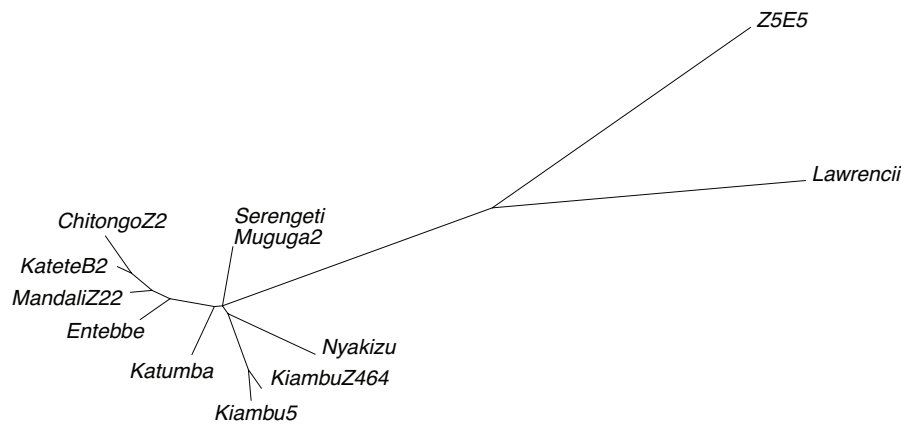 Z5E5
Lawrencii
Serengeti
Muguga2
ChitongoZ2
KateteB2
MandaliZ22
Entebbe
Katumba
Nyakizu
KiambuZ464
Kiambu5